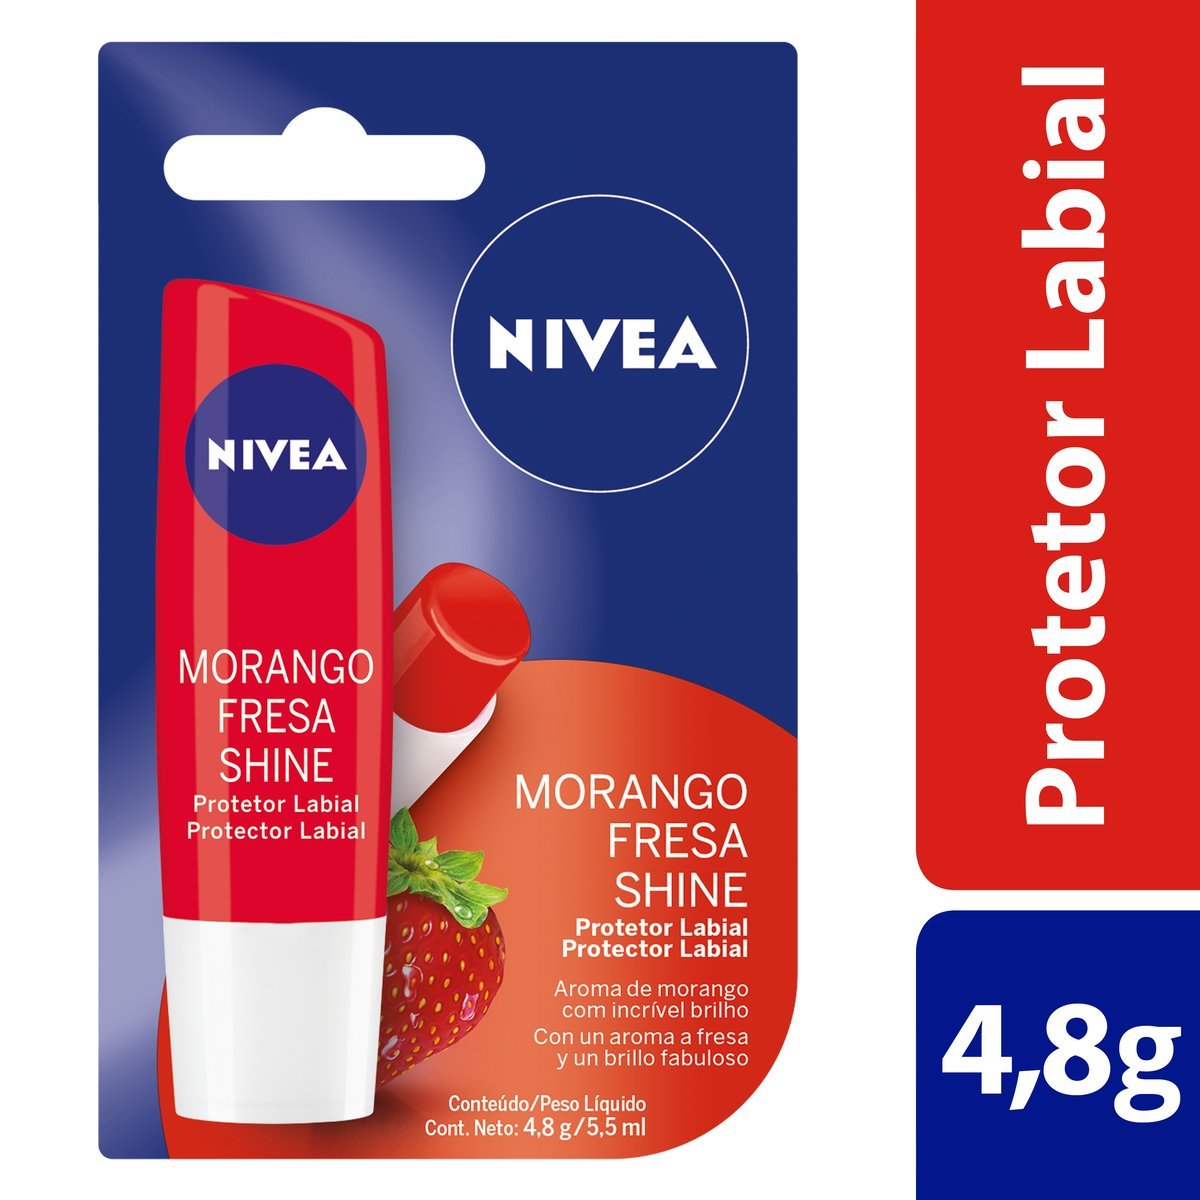 NIVEA
NIVEA
MORANGO
FRESA
SHINE
Protetor Labial
Protector Labial
MORANGO
FRESA
SHINE
Protetor Labial
Protector Labial
Aroma de morango
com incrível brilho
Con un aroma a fresa
y un brillo fabuloso
Conteúdo/Peso Líquido
Cont. Neto: 4,8 g/5,5 ml
Protetor Labial
4,8g